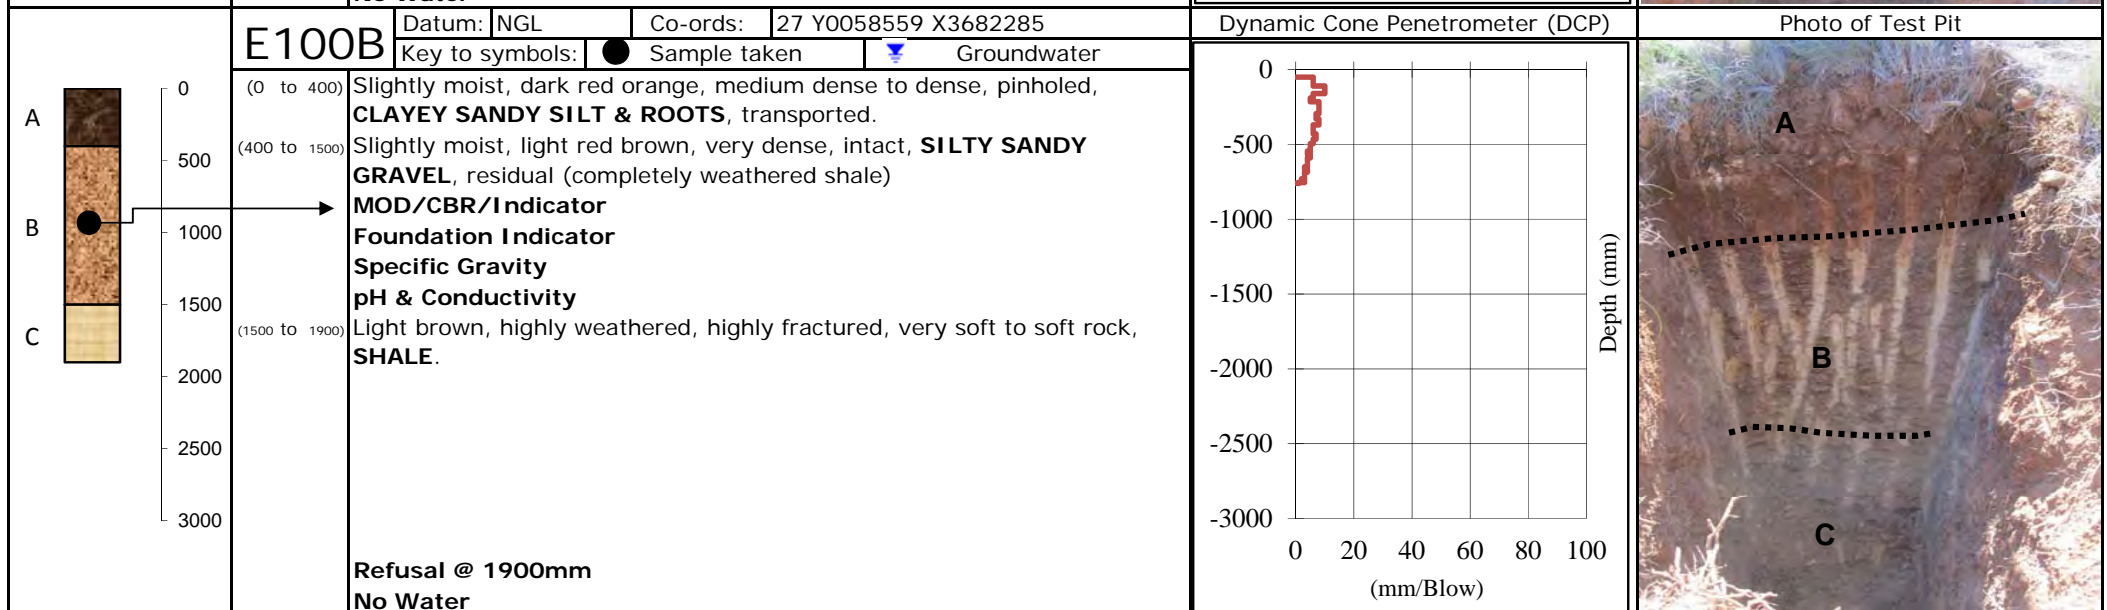 No Water
E100B
Datum: NGL Co-ords: 27 Y0058559 X3682285
Key to symbols: Sample taken Groundwater
Dynamic Cone Penetrometer (DCP)
Photo of Test Pit
A
B
C
0
500
1000
1500
2000
2500
3000
(0 to 400) Slightly moist, dark red orange, medium dense to dense, pinholed,
CLAYEY SANDY SILT & ROOTS, transported.
(400 to 1500) Slightly moist, light red brown, very dense, intact, SILTY SANDY
GRAVEL, residual (completely weathered shale)
MOD/CBR/Indicator
Foundation Indicator
Specific Gravity
pH & Conductivity
(1500 to 1900) Light brown, highly weathered, highly fractured, very soft to soft rock,
SHALE.
Refusal @ 1900mm
No Water
0
-500
-1000
-1500
-2000
-2500
-3000
0 20 40 60 80 100
(mm/Blow)
Depth (mm)
A
B
C